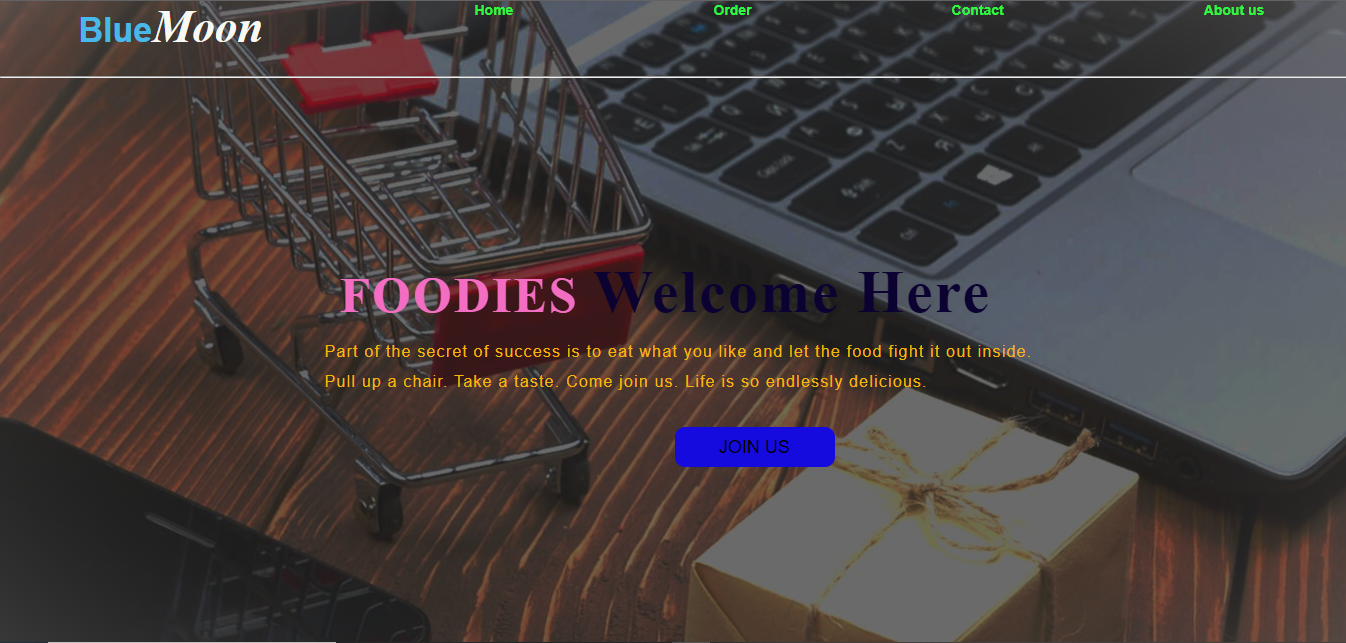 BlueMoon
Home Order Contact About us
FOODIES Welcome Here
Part of the secret of success is to eat what you like and let the food fight it out inside.
Pull up a chair. Take a taste. Come join us. Life is so endlessly delicious.
JOIN US